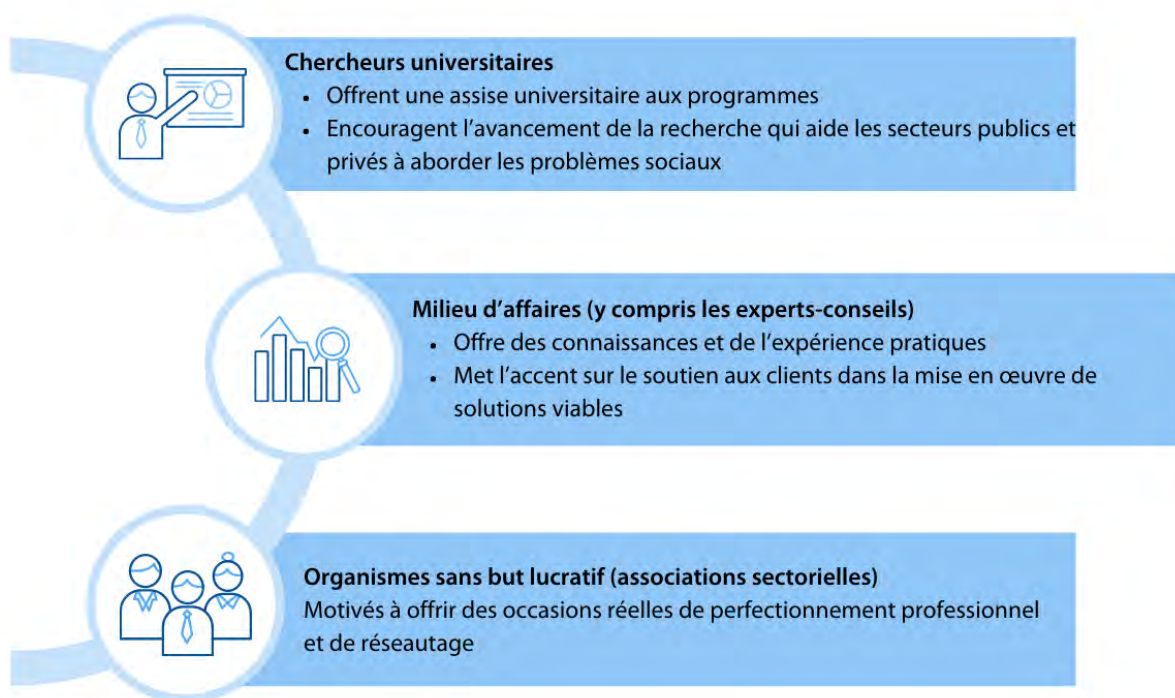 Chercheurs universitaires
• Offrent une assise universitaire aux programmes
• Encouragent l’avancement de la recherche qui aide les secteurs publics et
privés à aborder les problèmes sociaux
Milieu d’affaires (y compris les experts-conseils)
• Offre des connaissances et de l’expérience pratiques
• Met l’accent sur le soutien aux clients dans la mise en œuvre de
solutions viables
Organismes sans but lucratif (associations sectorielles)
Motivés à offrir des occasions réelles de perfectionnement professionnel
et de réseautage